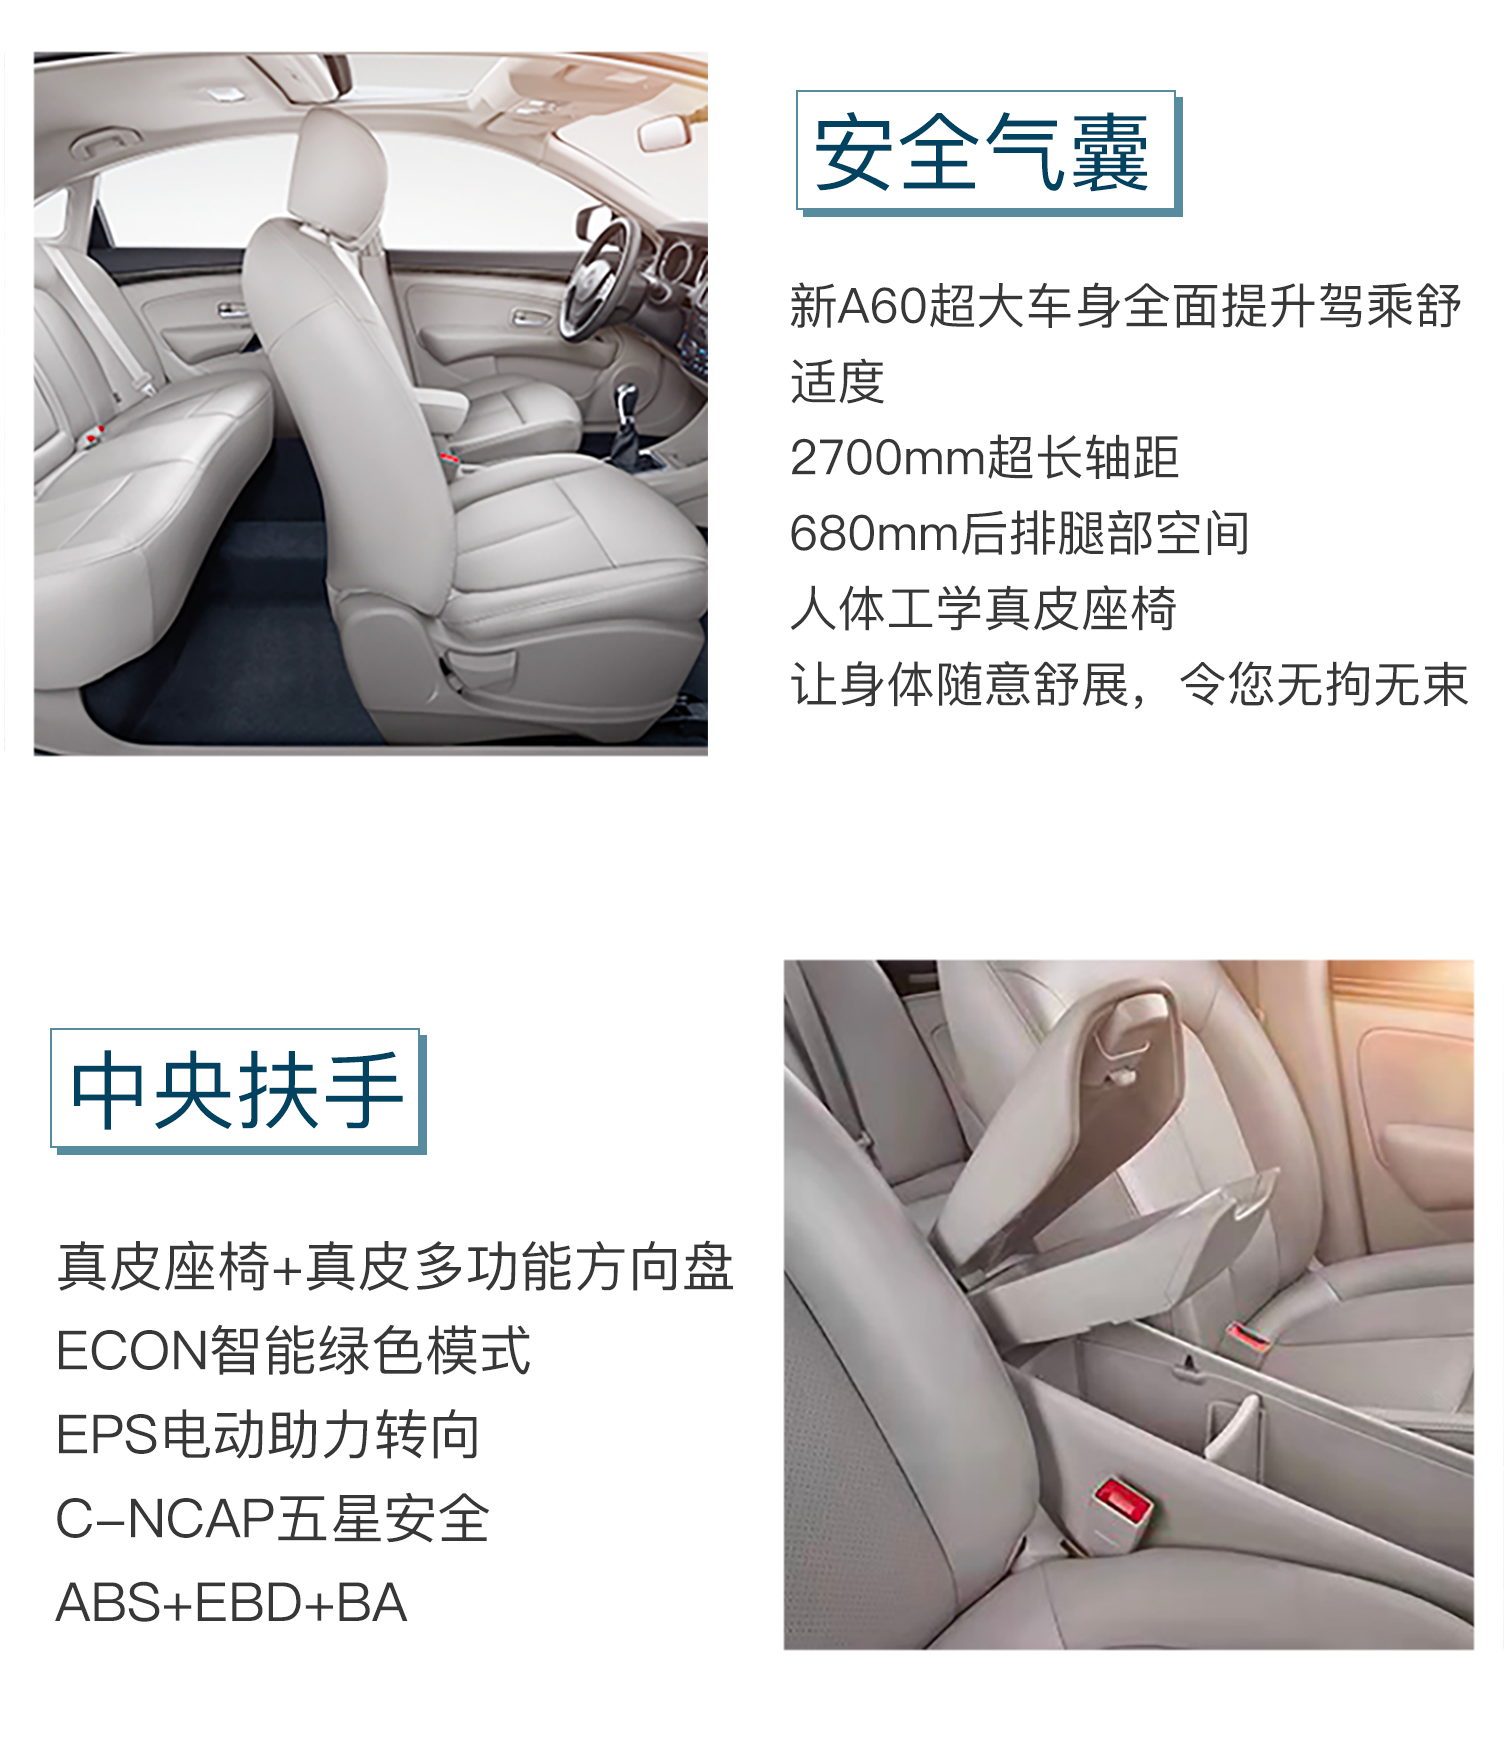 安全气囊
新A60超大车身全面提升驾乘舒
适度
2700mm超长轴距
680mm后排腿部空间
人体工学真皮座椅
让身体随意舒展，令您无拘无束
中央扶手
真皮座椅+真皮多功能方向盘
ECON智能绿色模式
EPS电动助力转向
C-NCAP五星安全
ABS+EBD+BA